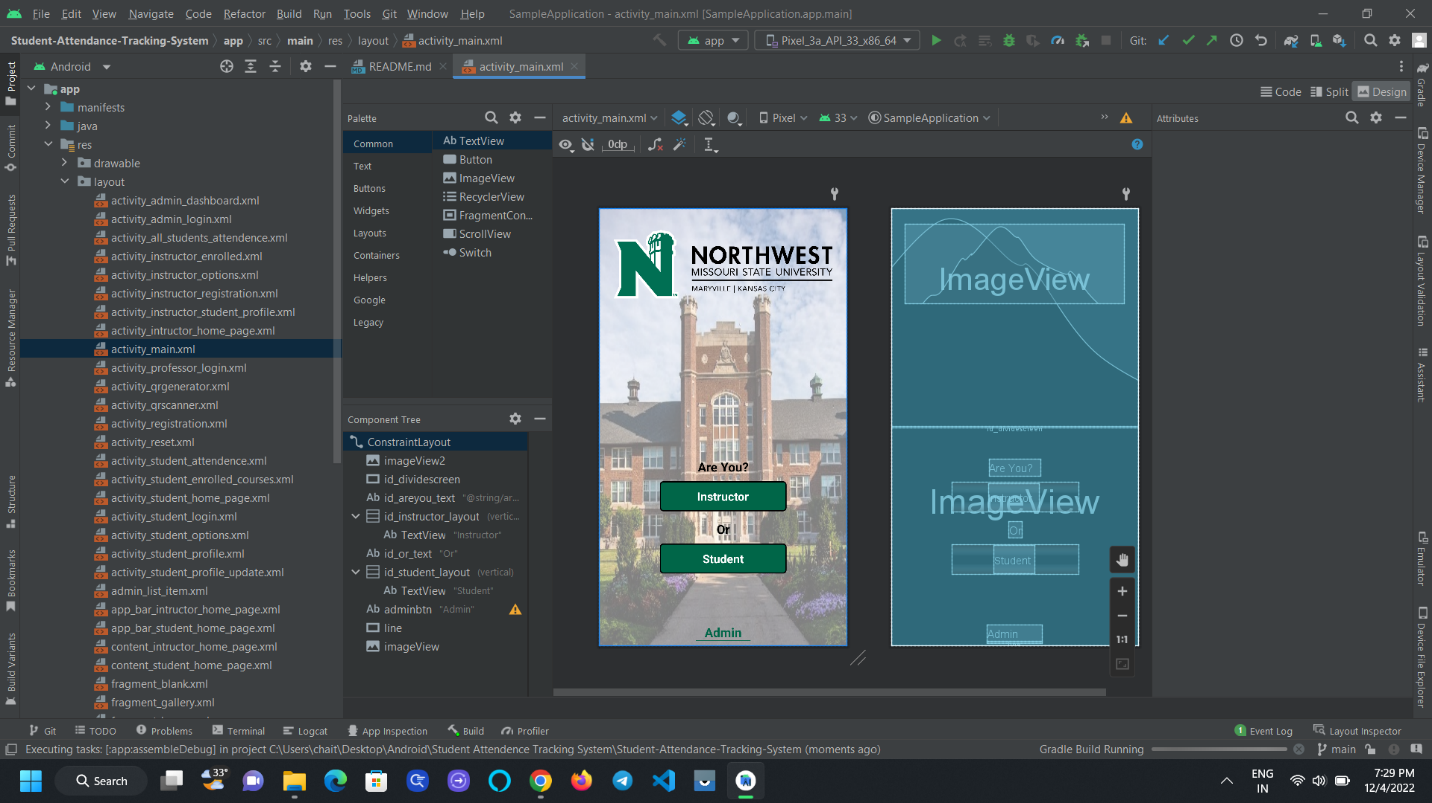 File Edit View Navigate Code Refactor Build Run Tools Git Window Help SampleApplication - activity_main.xml [SampleApplication.app.main]
Student-Attendance-Tracking-System app src main res layout activity_main.xml app Pixel_3a_API_33_x86_64 Git:
Android README.md activity_main.xml
Code Split Design
Project
Commit
Pull Requests
Resource Manager
Structure
Bookmarks
Build Variants
app
manifests
java
res
drawable
layout
activity_admin_dashboard.xml
activity_admin_login.xml
activity_all_students_attendence.xml
activity_instructor_enrolled.xml
activity_instructor_options.xml
activity_instructor_registration.xml
activity_instructor_student_profile.xml
activity_intructor_home_page.xml
activity_main.xml
activity_professor_login.xml
activity_qrgenerator.xml
activity_qrscanner.xml
activity_registration.xml
activity_reset.xml
activity_student_attendence.xml
activity_student_enrolled_courses.xml
activity_student_home_page.xml
activity_student_login.xml
activity_student_options.xml
activity_student_profile.xml
activity_student_profile_update.xml
admin_list_item.xml
app_bar_intructor_home_page.xml
app_bar_student_home_page.xml
content_intructor_home_page.xml
content_student_home_page.xml
fragment_blank.xml
fragment_gallery.xml
Palette
Common
Text
Buttons
Widgets
Layouts
Containers
Helpers
Google
Legacy
Ab TextView
Button
ImageView
RecyclerView
FragmentCon...
ScrollView
Switch
Component Tree
ConstraintLayout
imageView2
id_dividescreen
Ab id_areyou_text "@string/ar...
id_instructor_layout (vertic...
Ab TextView "Instructor"
Ab id_or_text "Or"
id_student_layout (vertical)
Ab TextView "Student"
Ab adminbtn "Admin"
line
imageView
activity_main.xml Pixel 33 SampleApplication
0dp
N
NORTHWEST
MISSOURI STATE UNIVERSITY
MARYVILLE | KANSAS CITY
Are You?
Instructor
Or
Student
Admin
ImageView
id_dividescreen
Are You?
Instructor
ImageView
Or
Student
Admin
1:1
Attributes
Gradle
Device Manager
Layout Validation
Assistant
Emulator
Device File Explorer
Git TODO Problems Terminal Logcat App Inspection Build Profiler Event Log Layout Inspector
Executing tasks: [:app:assembleDebug] in project C:\Users\chait\Desktop\Android\Student Attendence Tracking System\Student-Attendance-Tracking-System (moments ago) Gradle Build Running main
Search 33° ENG
IN
7:29 PM
12/4/2022